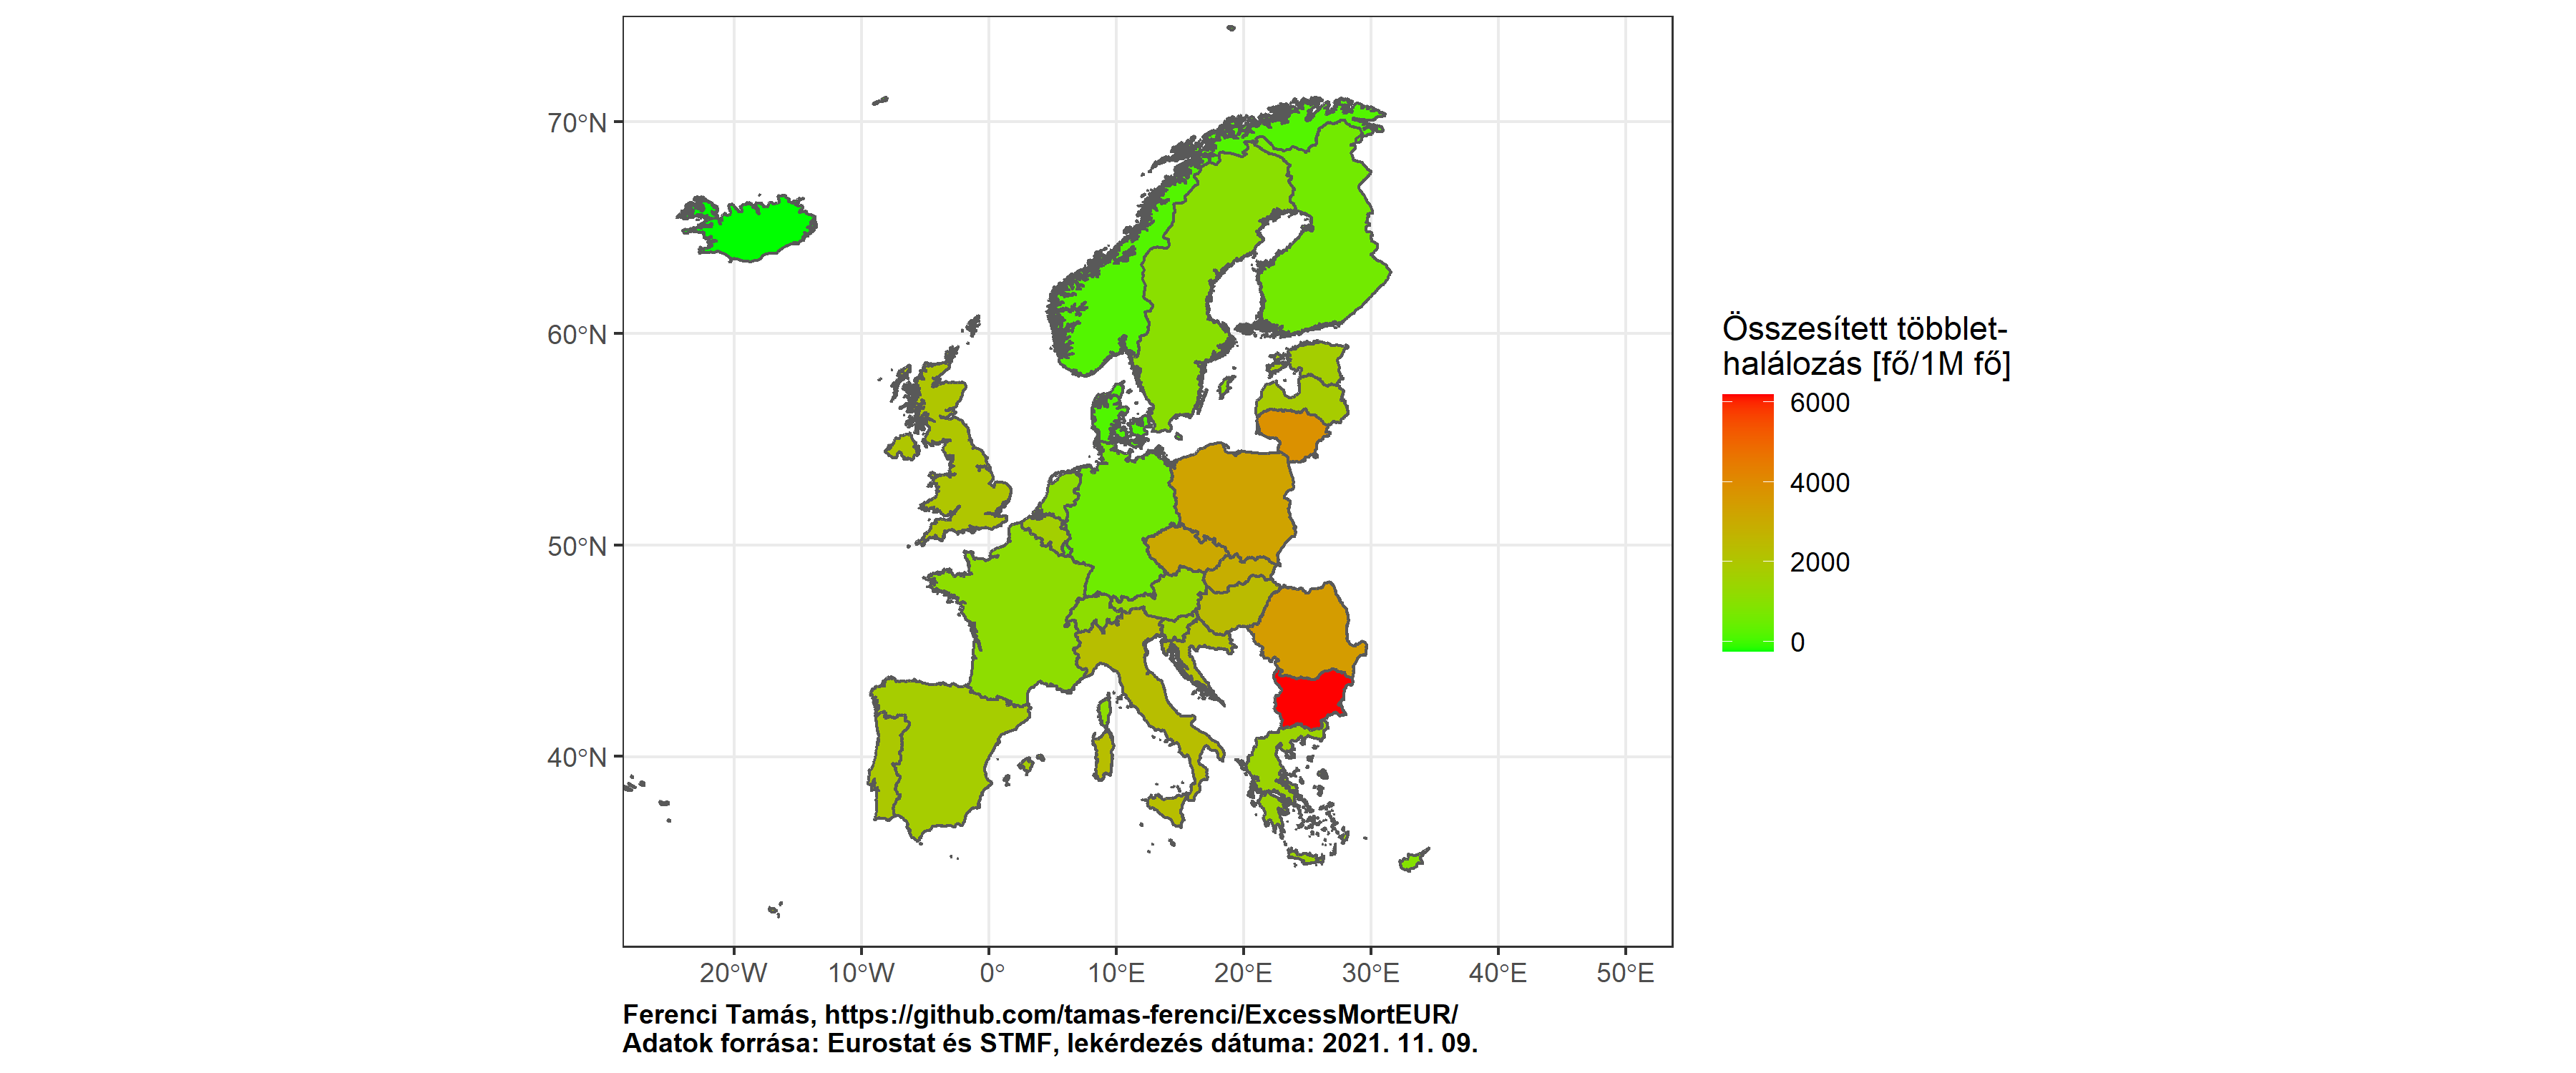 70°N
60°N
50°N
40°N
20°W 10°W 0° 10°E 20°E 30°E 40°E 50°E
Összesített többlet-
halálozás [fő/1M fő]
6000
4000
2000
0
Ferenci Tamás, https://github.com/tamas-ferenci/ExcessMortEUR/
Adatok forrása: Eurostat és STMF, lekérdezés dátuma: 2021. 11. 09.